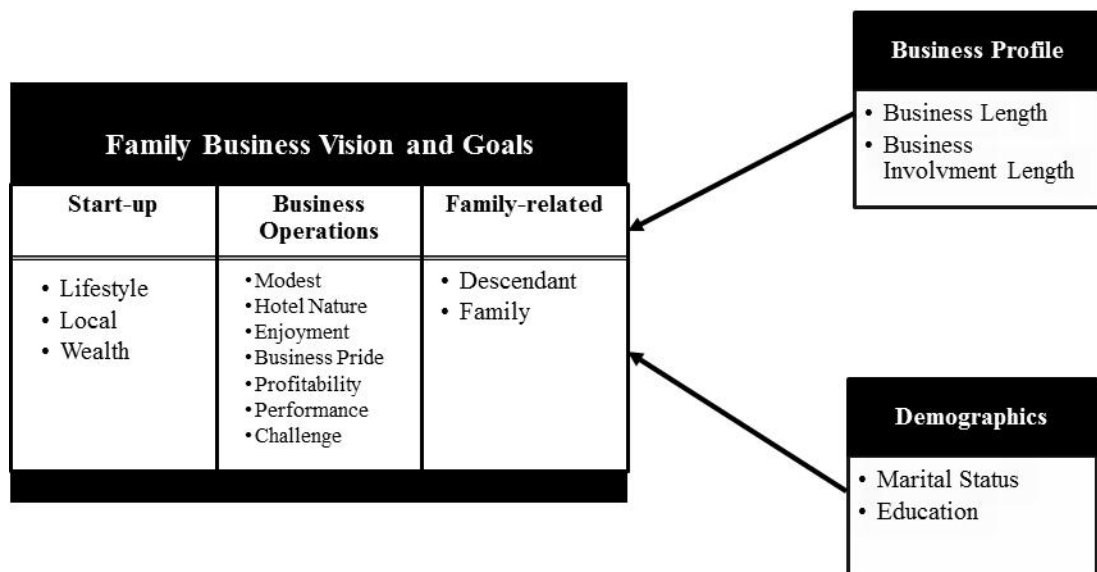 Family Business Vision and Goals
Start-up
Business
Operations
Family-related
• Lifestyle
• Local
• Wealth
• Modest
• Hotel Nature
• Enjoyment
• Business Pride
• Profitability
• Performance
• Challenge
• Descendant
• Family
Business Profile
• Business Length
• Business
Involvment Length
Demographics
• Marital Status
• Education